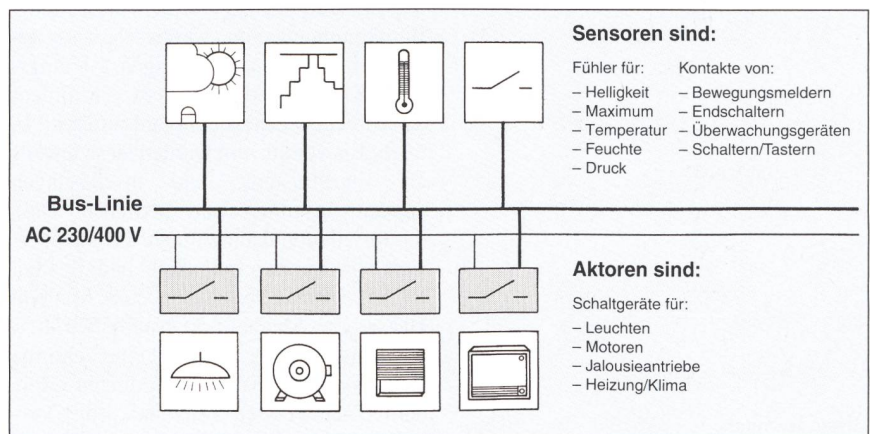 Sensoren sind:
Fühler für:
– Helligkeit
– Maximum
– Temperatur
– Feuchte
– Druck
Kontakte von:
– Bewegungsmeldern
– Endschaltern
– Überwachungsgeräten
– Schaltern/Tastern
Bus-Linie
AC 230/400 V
Aktoren sind:
Schaltgeräte für:
– Leuchten
– Motoren
– Jalousieantriebe
– Heizung/Klima